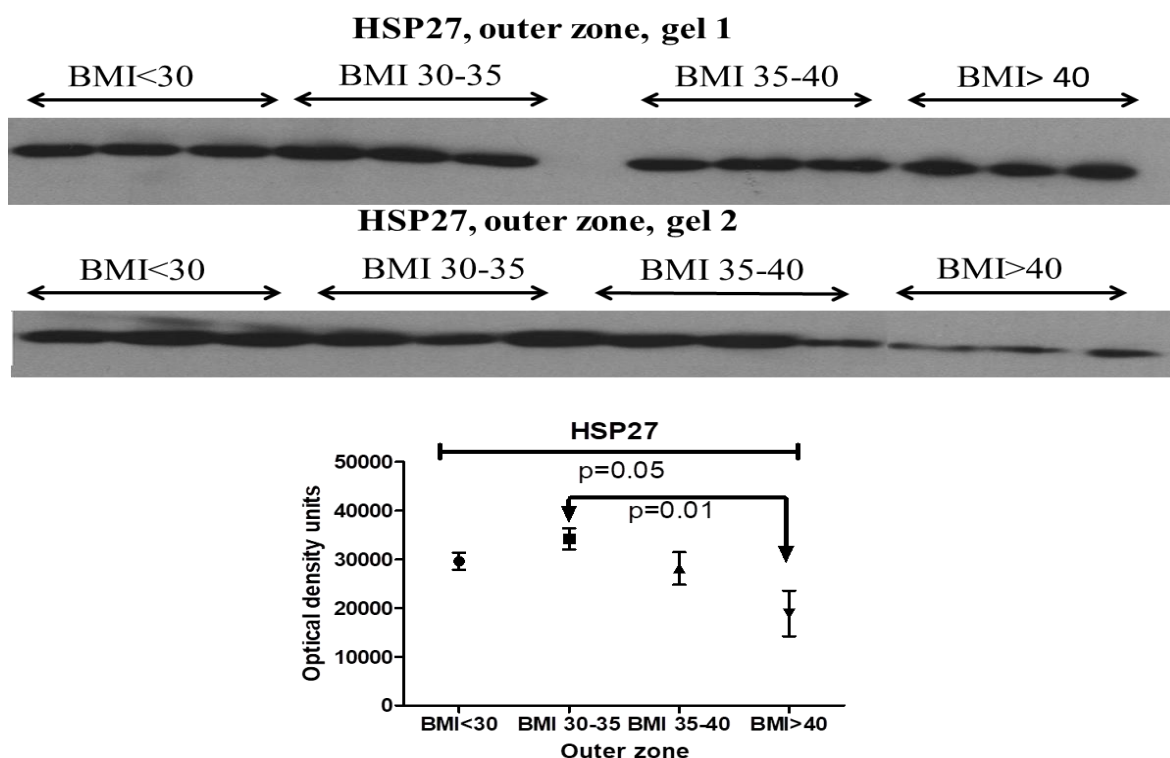 HSP27, outer zone, gel 1
BMI<30 BMI 30-35 BMI 35-40 BMI> 40
HSP27, outer zone, gel 2
BMI<30 BMI 30-35 BMI 35-40 BMI>40
HSP27
p=0.05
p=0.01
Optical density units
50000
40000
30000
20000
10000
0
BMI<30 BMI 30-35 BMI 35-40 BMI>40
Outer zone